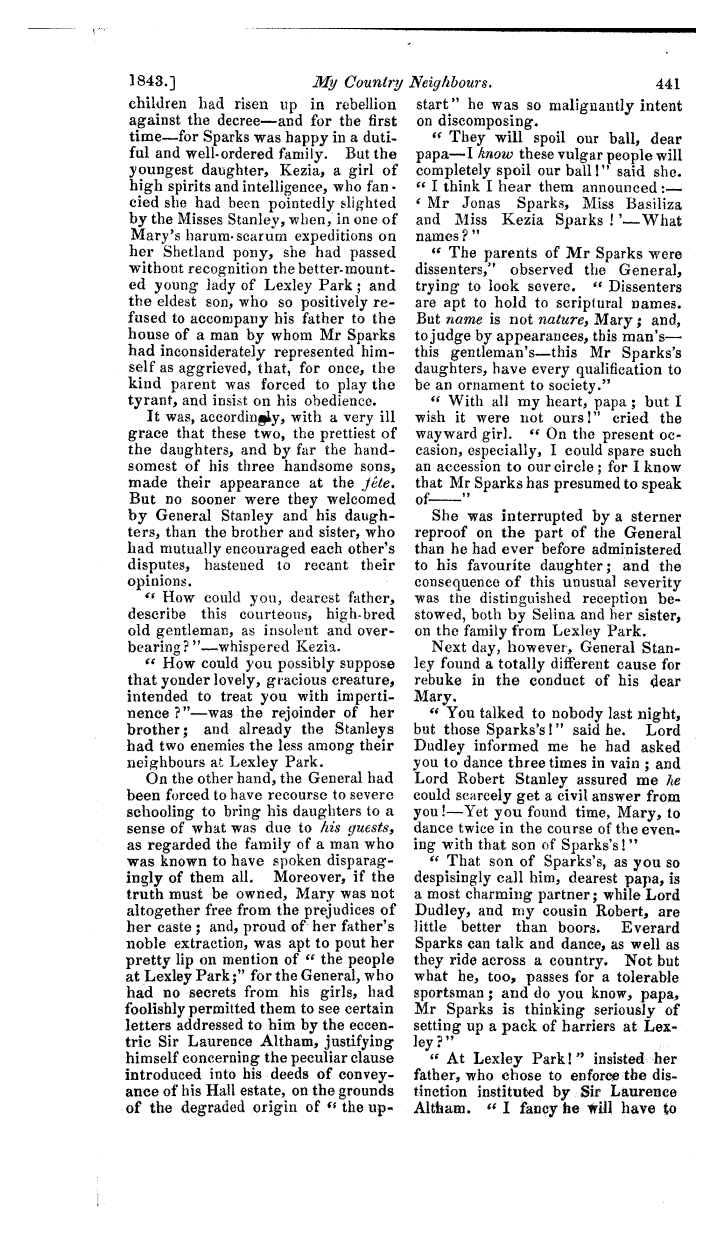 1843.] My Country Neighbours. 441
children had risen up in rebellion
against the decree—and for the first
time—for Sparks was happy in a duti-
ful and well-ordered family. But the
youngest daughter, Kezia, a girl of
high spirits and intelligence, who fan-
cied she had been pointedly slighted
by the Misses Stanley, when, in one of
Mary's harum-scarum expeditions on
her Shetland pony, she had passed
without recognition the better-mount-
ed young lady of Lexley Park; and
the eldest son, who so positively re-
fused to accompany his father to the
house of a man by whom Mr Sparks
had inconsiderately represented him-
self as aggrieved, that, for once, the
kind parent was forced to play the
tyrant, and insist on his obedience.
It was, accordingly, with a very ill
grace that these two, the prettiest of
the daughters, and by far the hand-
somest of his three handsome sons,
made their appearance at the fête.
But no sooner were they welcomed
by General Stanley and his daugh-
ters, than the brother and sister, who
had mutually encouraged each other's
disputes, hastened to recant their
opinions.
" How could you, dearest father,
describe this courteous, high-bred
old gentleman, as insolent and over-
bearing?"—whispered Kezia.
" How could you possibly suppose
that yonder lovely, gracious creature,
intended to treat you with imperti-
nence ?"—was the rejoinder of her
brother; and already the Stanleys
had two enemies the less among their
neighbours at Lexley Park.
On the other hand, the General had
been forced to have recourse to severe
schooling to bring his daughters to a
sense of what was due to his guests,
as regarded the family of a man who
was known to have spoken disparag-
ingly of them all. Moreover, if the
truth must be owned, Mary was not
altogether free from the prejudices of
her caste; and, proud of her father's
noble extraction, was apt to pout her
pretty lip on mention of " the people
at Lexley Park;" for the General, who
had no secrets from his girls, had
foolishly permitted them to see certain
letters addressed to him by the eccen-
tric Sir Laurence Altham, justifying
himself concerning the peculiar clause
introduced into his deeds of convey-
ance of his Hall estate, on the grounds
of the degraded origin of " the up-
start" he was so malignantly intent
on discomposing.
" They will spoil our ball, dear
papa—I know these vulgar people will
completely spoil our ball!" said she.
" I think I hear them announced:—
' Mr Jonas Sparks, Miss Basiliza
and Miss Kezia Sparks ! '—What
names?"
" The parents of Mr Sparks were
dissenters," observed the General,
trying to look severe. " Dissenters
are apt to hold to scriptural names.
But name is not nature, Mary; and,
to judge by appearances, this man's—
this gentleman's—this Mr Sparks's
daughters, have every qualification to
be an ornament to society."
" With all my heart, papa; but I
wish it were not ours!" cried the
wayward girl. " On the present oc-
casion, especially, I could spare such
an accession to our circle; for I know
that Mr Sparks has presumed to speak
of——"
She was interrupted by a sterner
reproof on the part of the General
than he had ever before administered
to his favourite daughter; and the
consequence of this unusual severity
was the distinguished reception be-
stowed, both by Selina and her sister,
on the family from Lexley Park.
Next day, however, General Stan-
ley found a totally different cause for
rebuke in the conduct of his dear
Mary.
" You talked to nobody last night,
but those Sparks's!" said he. Lord
Dudley informed me he had asked
you to dance three times in vain; and
Lord Robert Stanley assured me he
could scarcely get a civil answer from
you!—Yet you found time, Mary, to
dance twice in the course of the even-
ing with that son of Sparks's!"
" That son of Sparks's, as you so
despisingly call him, dearest papa, is
a most charming partner; while Lord
Dudley, and my cousin Robert, are
little better than boors. Everard
Sparks can talk and dance, as well as
they ride across a country. Not but
what he, too, passes for a tolerable
sportsman; and do you know, papa,
Mr Sparks is thinking seriously of
setting up a pack of harriers at Lex-
ley?"
" At Lexley Park!" insisted her
father, who chose to enforce the dis-
tinction instituted by Sir Laurence
Altham. " I fancy he will have to